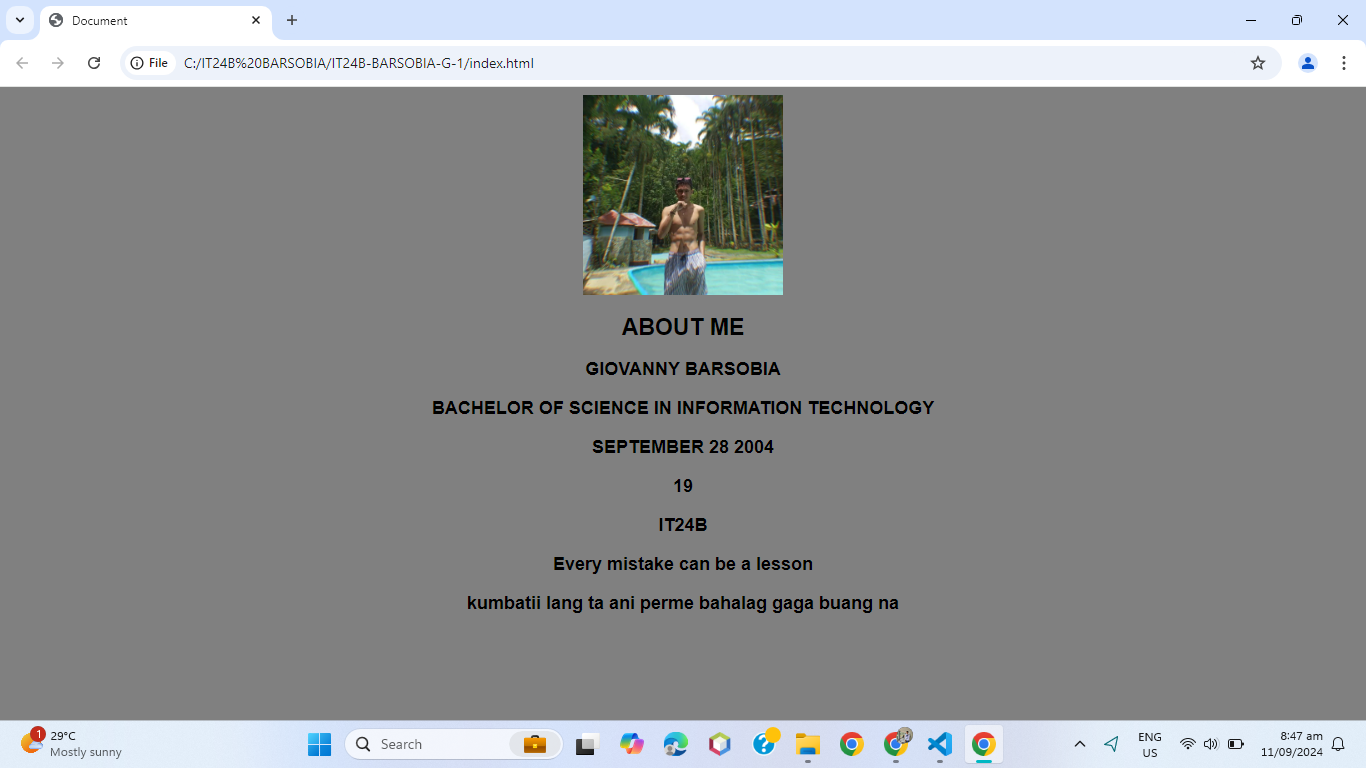 Document
File
C:/IT24B%20BARSOBIA/IT24B-BARSOBIA-G-1/index.html
ABOUT ME
GIOVANNY BARSOBIA
BACHELOR OF SCIENCE IN INFORMATION TECHNOLOGY
SEPTEMBER 28 2004
19
IT24B
Every mistake can be a lesson
kumbatii lang ta ani perme bahalag gaga buang na
1
29°C
Mostly sunny
Search
ENG
US
8:47 am
11/09/2024